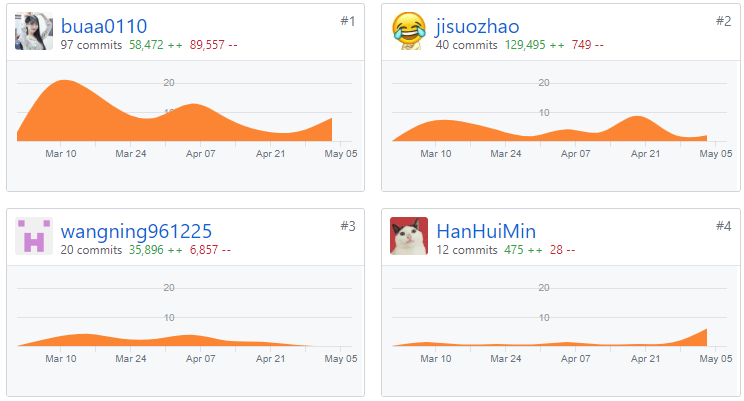 buaa0110 #1
97 commits 58,472 ++ 89,557 --
20
10
Mar 10 Mar 24 Apr 07 Apr 21 May 05
jisuozhao #2
40 commits 129,495 ++ 749 --
20
10
Mar 10 Mar 24 Apr 07 Apr 21 May 05
wangning961225 #3
20 commits 35,896 ++ 6,857 --
20
10
Mar 10 Mar 24 Apr 07 Apr 21 May 05
HanHuiMin #4
12 commits 475 ++ 28 --
20
10
Mar 10 Mar 24 Apr 07 Apr 21 May 05